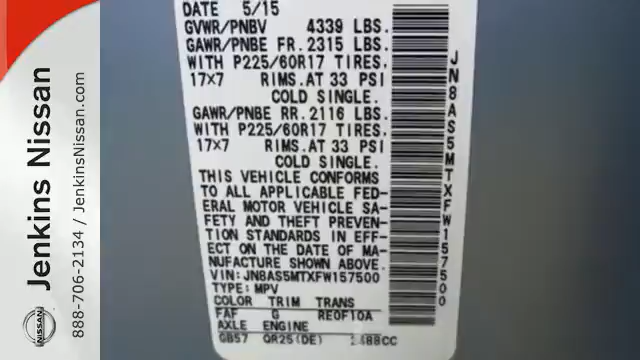 Jenkins Nissan
888-706-2134 / JenkinsNissan.com
NISSAN
DATE 5/15
GVWR/PNBV 4339 LBS.
GAWR/PNBE FR. 2315 LBS.
WITH P225/60R17 TIRES.
17×7 RIMS. AT 33 PSI
COLD SINGLE.
GAWR/PNBE RR. 2116 LBS.
WITH P225/60R17 TIRES.
17×7 RIMS. AT 33 PSI
COLD SINGLE.
THIS VEHICLE CONFORMS
TO ALL APPLICABLE FED-
ERAL MOTOR VEHICLE SA-
FETY AND THEFT PREVEN-
TION STANDARDS IN EFF-
ECT ON THE DATE OF MA-
NUFACTURE SHOWN ABOVE.
VIN: JN8AS5MTXFW157500
TYPE: MPV
COLOR TRIM TRANS
FAF G RE0F10A
AXLE ENGINE
GB57 QR25(DE) 2488CC
JN8AS5MTXFW157500